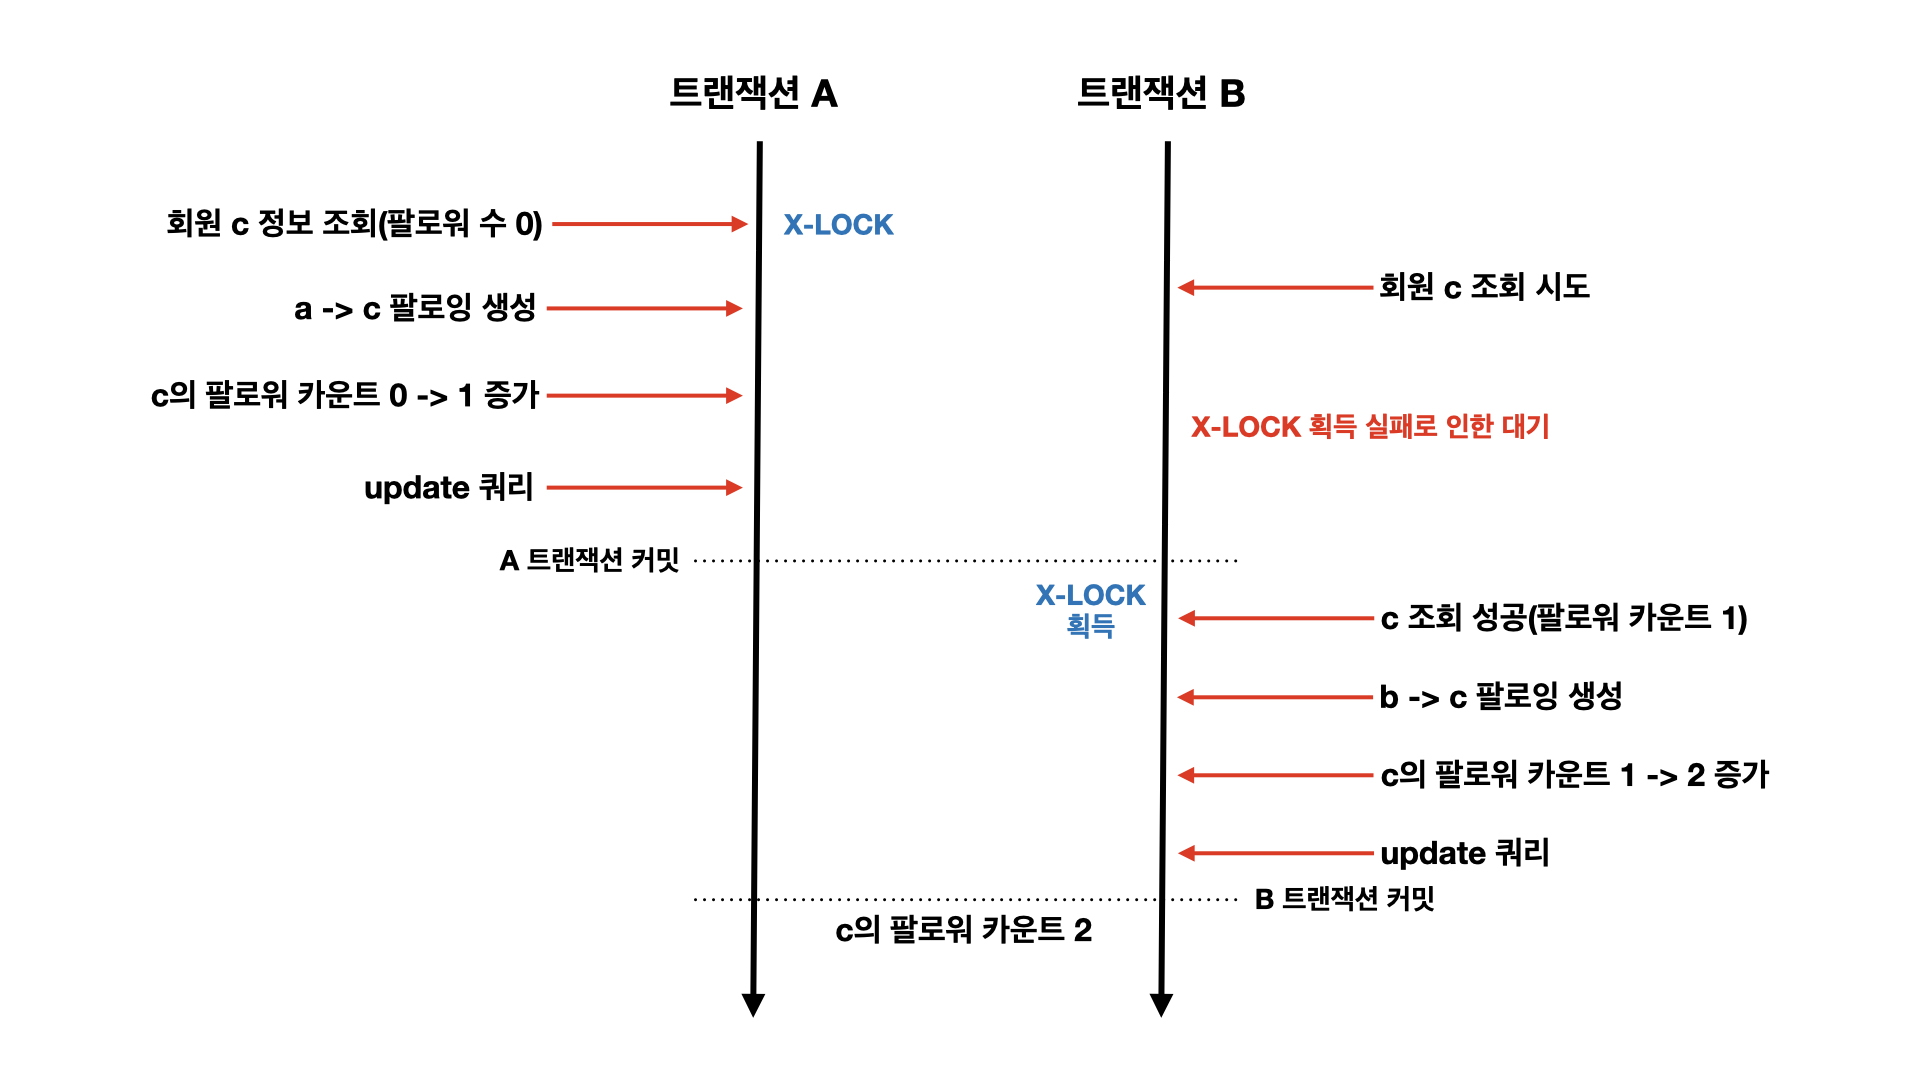 트랜잭션 A
트랜잭션 B
회원 c 정보 조회(팔로워 수 0)
X-LOCK
회원 c 조회 시도
a -> c 팔로잉 생성
c의 팔로워 카운트 0 -> 1 증가
X-LOCK 획득 실패로 인한 대기
update 쿼리
A 트랜잭션 커밋
X-LOCK
획득
c 조회 성공(팔로워 카운트 1)
b -> c 팔로잉 생성
c의 팔로워 카운트 1 -> 2 증가
update 쿼리
B 트랜잭션 커밋
c의 팔로워 카운트 2